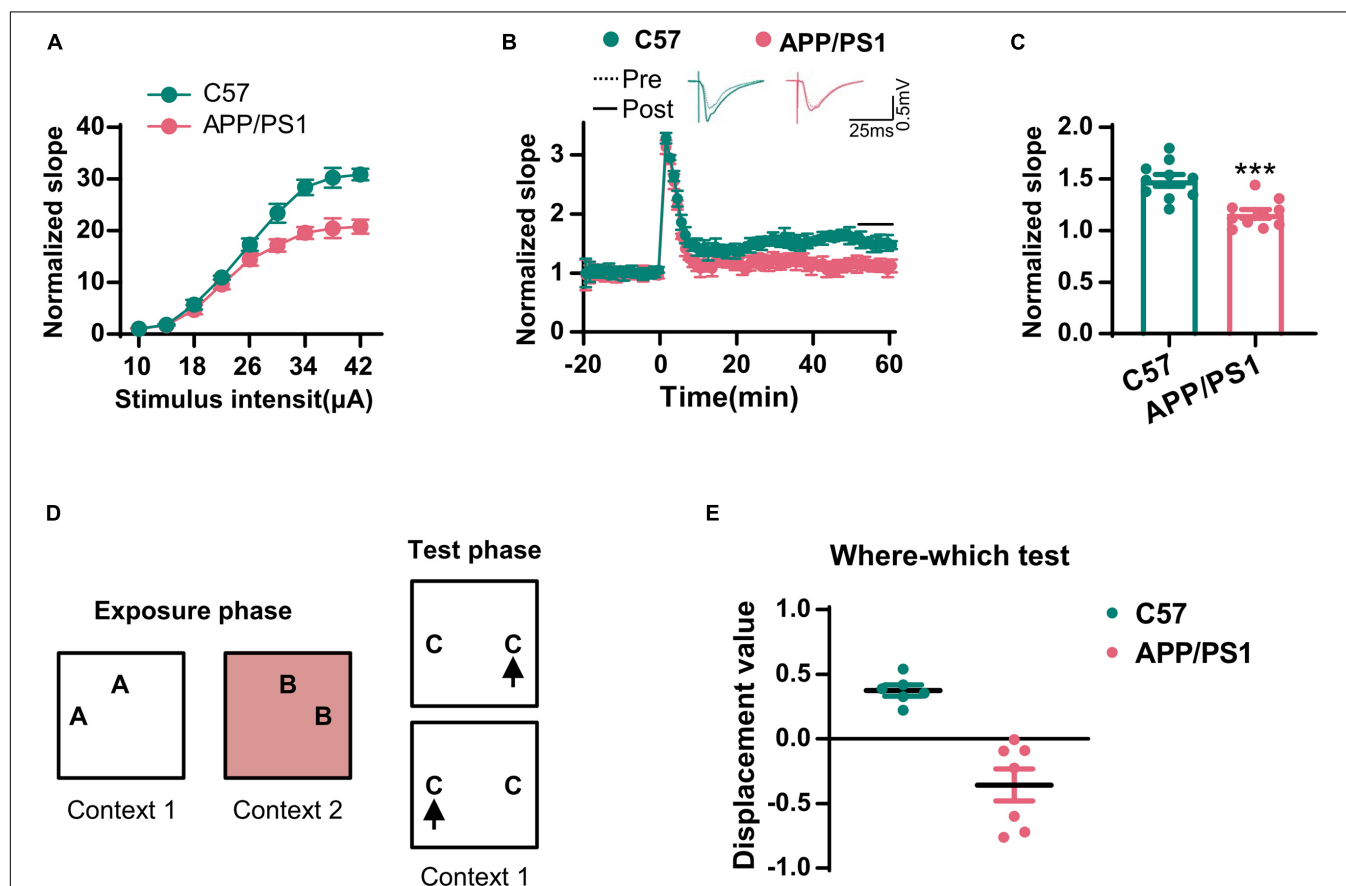 A
C57
APP/PS1
Normalized slope
40
30
20
10
0
10 18 26 34 42
Stimulus intensit(µA)
B
C57 APP/PS1
Pre
Post
25ms
0.5mV
Normalized slope
3
2
1
0
-20 0 20 40 60
Time(min)
C
Normalized slope
2.0
1.5
1.0
0.5
0.0
***
C57
APP/PS1
D
Exposure phase
A
A
Context 1
B
B
Context 2
Test phase
C C
C C
Context 1
E
Where-which test
Displacement value
1.0
0.5
0.0
-0.5
-1.0
C57
APP/PS1